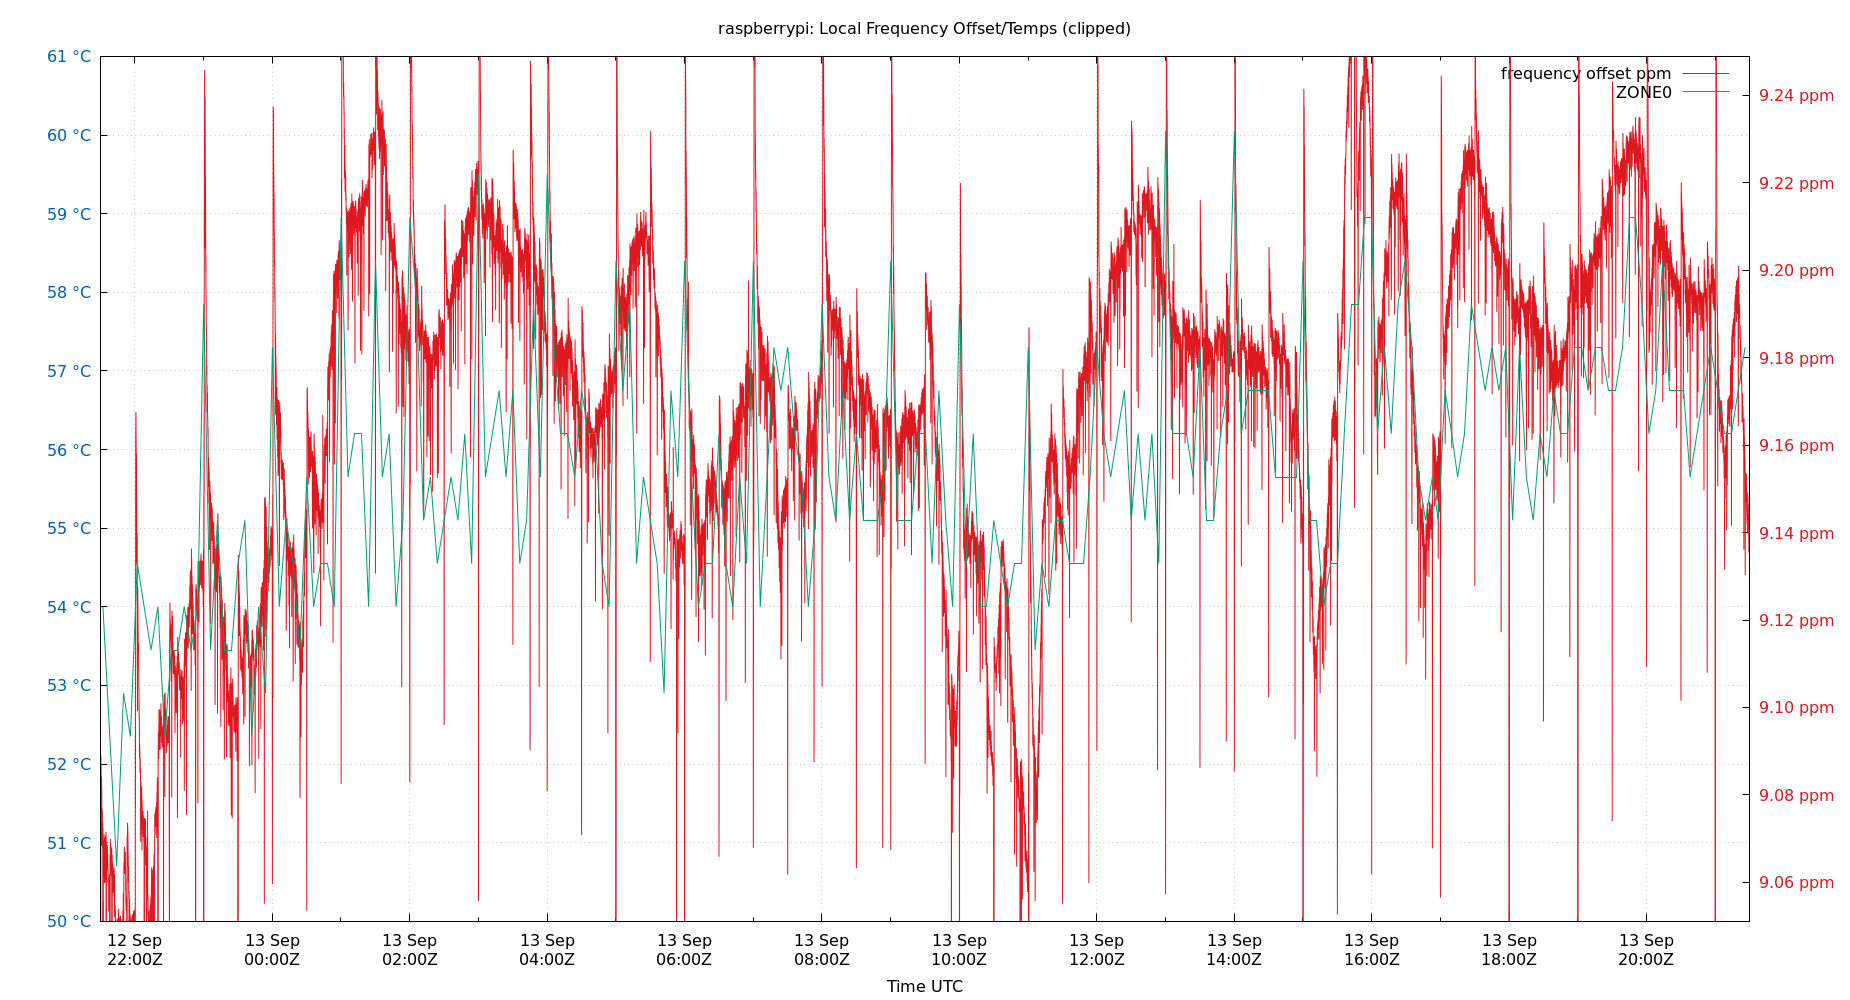 raspberrypi: Local Frequency Offset/Temps (clipped)
61 °C
60 °C
59 °C
58 °C
57 °C
56 °C
55 °C
54 °C
53 °C
52 °C
51 °C
50 °C
frequency offset ppm
ZONE0
9.24 ppm
9.22 ppm
9.20 ppm
9.18 ppm
9.16 ppm
9.14 ppm
9.12 ppm
9.10 ppm
9.08 ppm
9.06 ppm
12 Sep
22:00Z
13 Sep
00:00Z
13 Sep
02:00Z
13 Sep
04:00Z
13 Sep
06:00Z
13 Sep
08:00Z
13 Sep
10:00Z
13 Sep
12:00Z
13 Sep
14:00Z
13 Sep
16:00Z
13 Sep
18:00Z
13 Sep
20:00Z
Time UTC